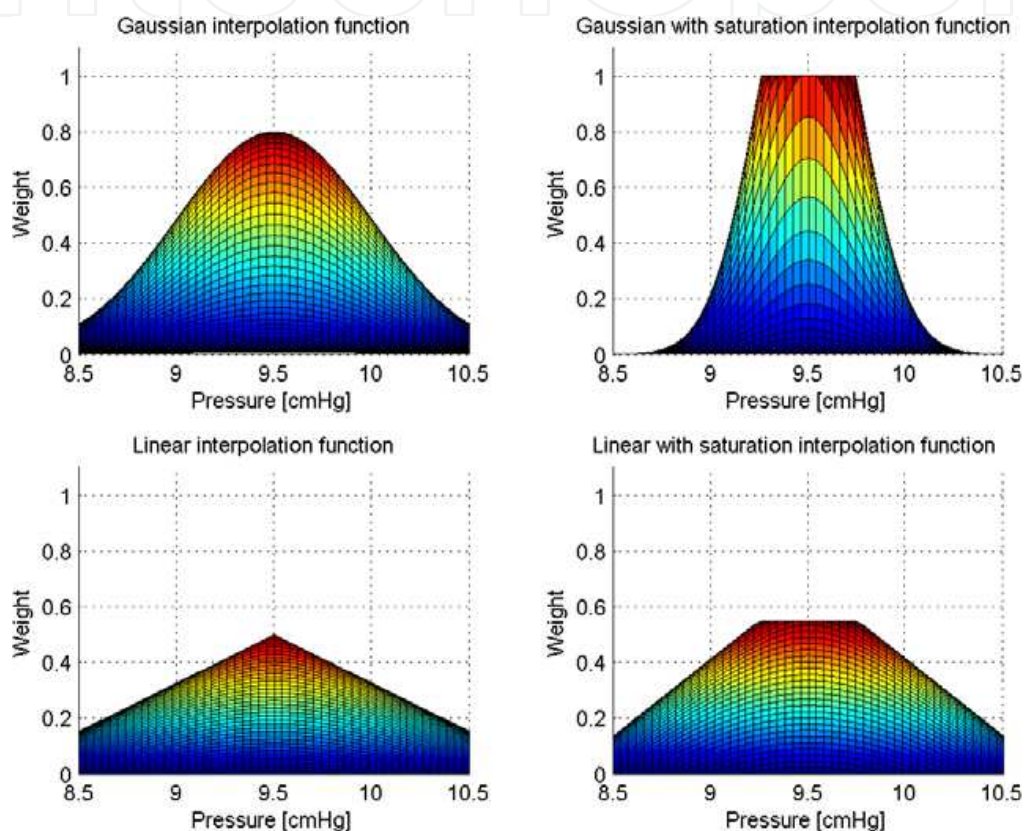 Gaussian interpolation function
Weight
1
0.8
0.6
0.4
0.2
0
8.5 9 9.5 10 10.5
Pressure [cmHg]
Gaussian with saturation interpolation function
Weight
1
0.8
0.6
0.4
0.2
0
8.5 9 9.5 10 10.5
Pressure [cmHg]
Linear interpolation function
Weight
1
0.8
0.6
0.4
0.2
0
8.5 9 9.5 10 10.5
Pressure [cmHg]
Linear with saturation interpolation function
Weight
1
0.8
0.6
0.4
0.2
0
8.5 9 9.5 10 10.5
Pressure [cmHg]